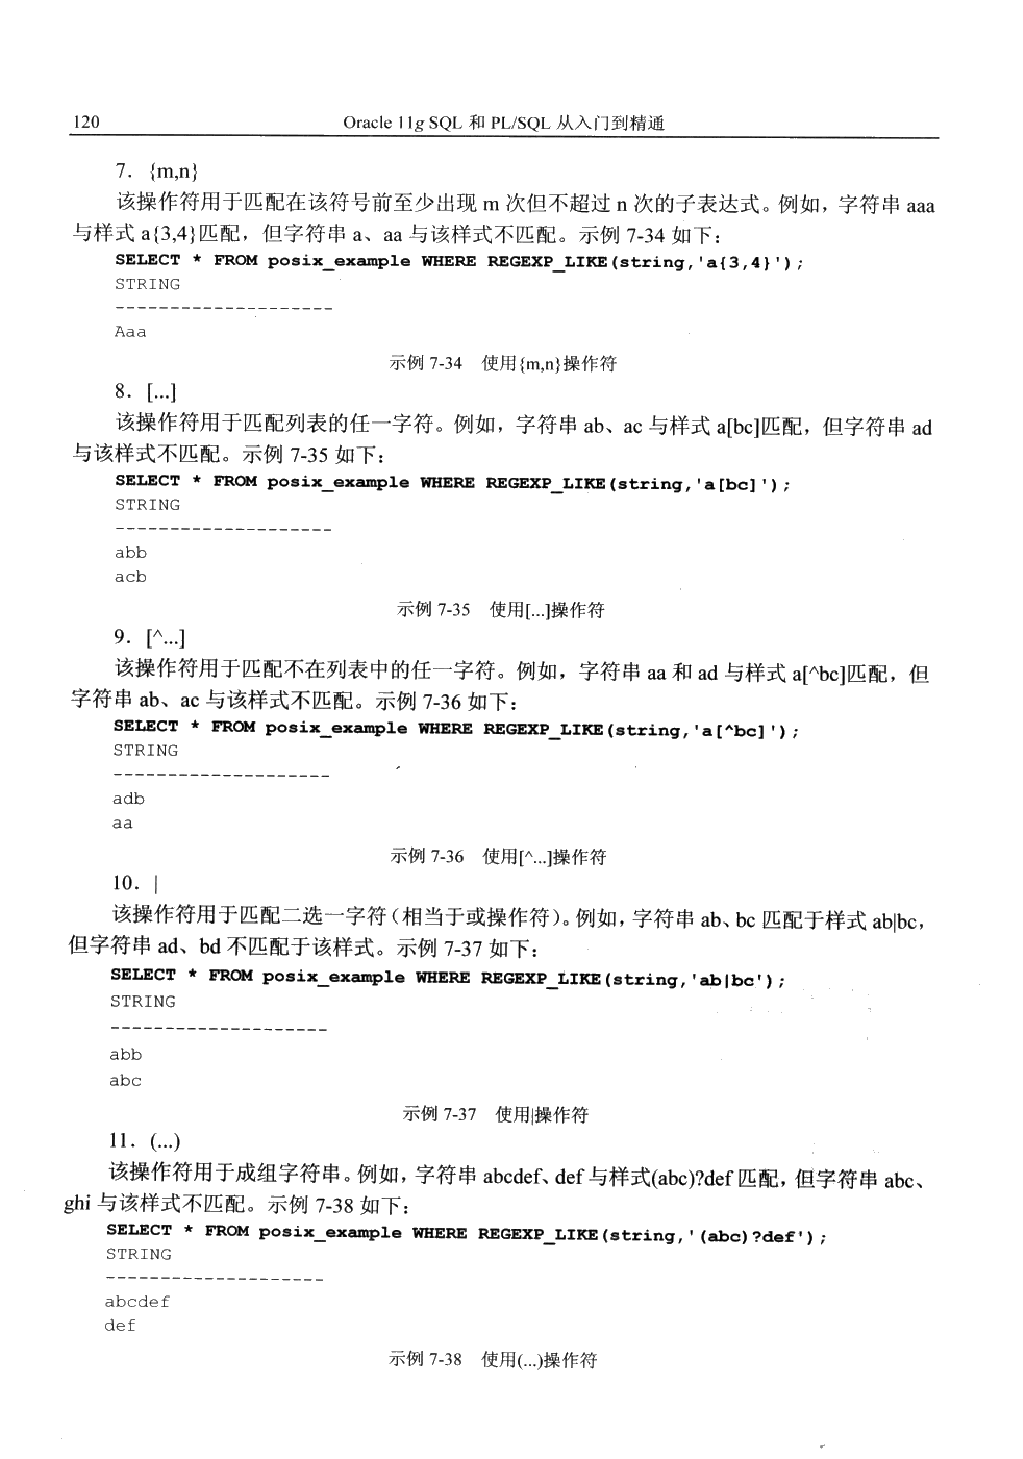 120
Oracle 11g SQL 和 PL/SQL 从入门到精通
7．{m,n}
该操作符用于匹配在该符号前至少出现 m 次但不超过 n 次的子表达式。例如，字符串 aaa
与样式 a{3,4}匹配，但字符串 a、aa 与该样式不匹配。示例 7-34 如下：
SELECT * FROM posix_example WHERE REGEXP_LIKE(string,'a{3,4}');
STRING
--------------------
Aaa
示例 7-34 使用{m,n}操作符
8．[...]
该操作符用于匹配列表的任一字符。例如，字符串 ab、ac 与样式 a[bc]匹配，但字符串 ad
与该样式不匹配。示例 7-35 如下：
SELECT * FROM posix_example WHERE REGEXP_LIKE(string,'a[bc]');
STRING
--------------------
abb
acb
示例 7-35 使用[...]操作符
9．[^...]
该操作符用于匹配不在列表中的任一字符。例如，字符串 aa 和 ad 与样式 a[^bc]匹配，但
字符串 ab、ac 与该样式不匹配。示例 7-36 如下：
SELECT * FROM posix_example WHERE REGEXP_LIKE(string,'a[^bc]');
STRING
--------------------
adb
aa
示例 7-36 使用[^...]操作符
10．|
该操作符用于匹配二选一字符（相当于或操作符）。例如，字符串 ab、bc 匹配于样式 ab|bc，
但字符串 ad、bd 不匹配于该样式。示例 7-37 如下：
SELECT * FROM posix_example WHERE REGEXP_LIKE(string,'ab|bc');
STRING
--------------------
abb
abc
示例 7-37 使用|操作符
11．(...)
该操作符用于成组字符串。例如，字符串 abcdef、def 与样式(abc)?def 匹配，但字符串 abc、
ghi 与该样式不匹配。示例 7-38 如下：
SELECT * FROM posix_example WHERE REGEXP_LIKE(string,'(abc)?def');
STRING
--------------------
abcdef
def
示例 7-38 使用(...)操作符